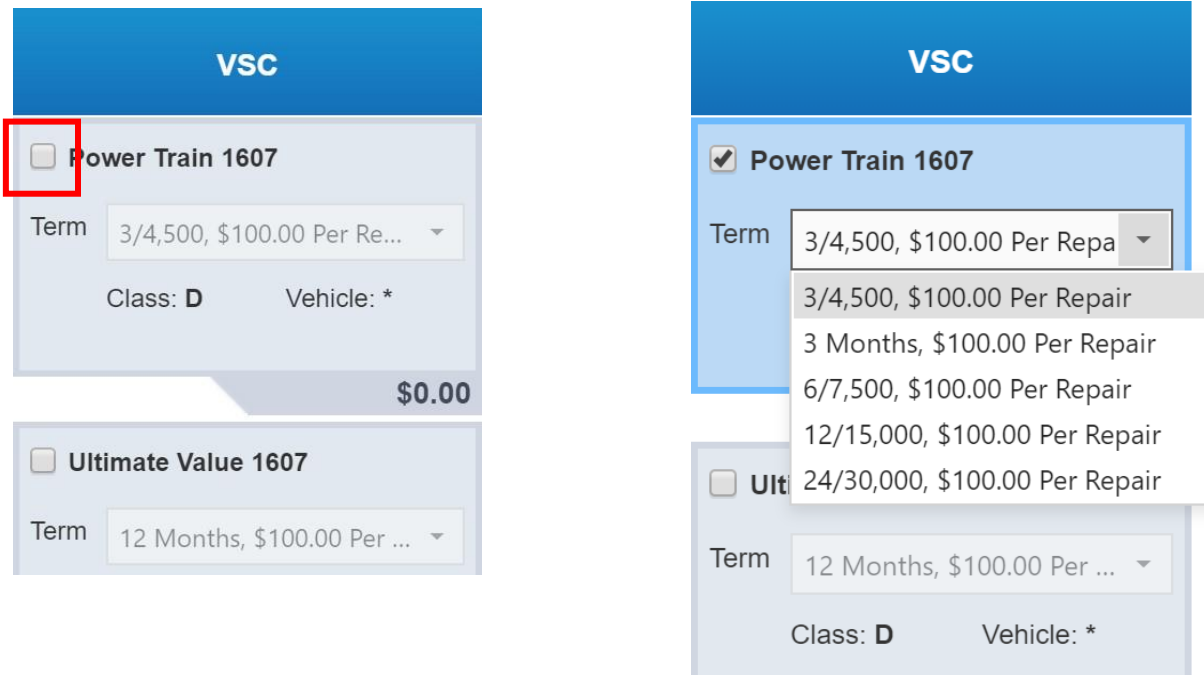 VSC
Power Train 1607
Term
3/4,500, $100.00 Per Re...
Class: D Vehicle: *
$0.00
Ultimate Value 1607
Term
12 Months, $100.00 Per ...
VSC
Power Train 1607
Term
3/4,500, $100.00 Per Repa
3/4,500, $100.00 Per Repair
3 Months, $100.00 Per Repair
6/7,500, $100.00 Per Repair
12/15,000, $100.00 Per Repair
24/30,000, $100.00 Per Repair
Ulti
Term
12 Months, $100.00 Per ...
Class: D Vehicle: *